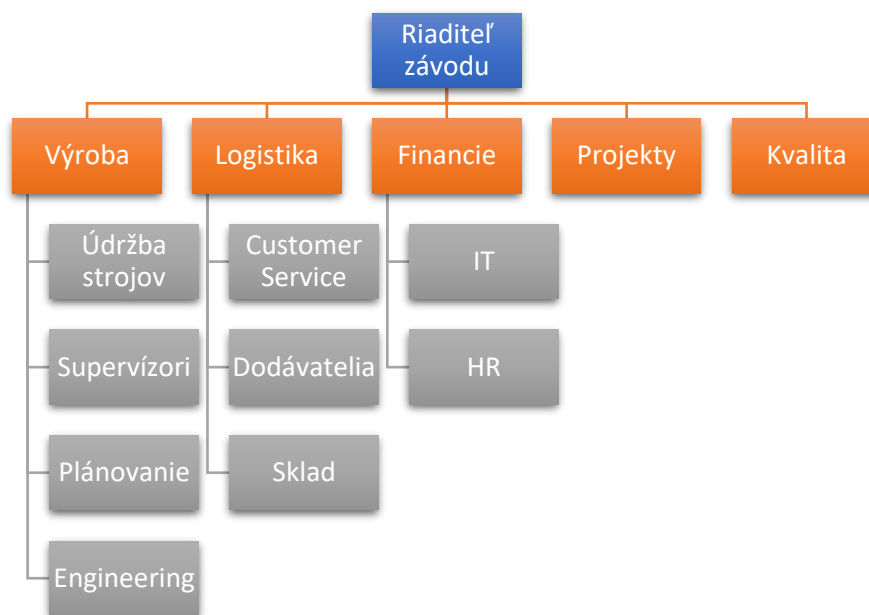 Riaditeľ
závodu
Výroba
Logistika
Financie
Projekty
Kvalita
Údržba
strojov
Customer
Service
IT
Supervízori
Dodávatelia
HR
Plánovanie
Sklad
Engineering